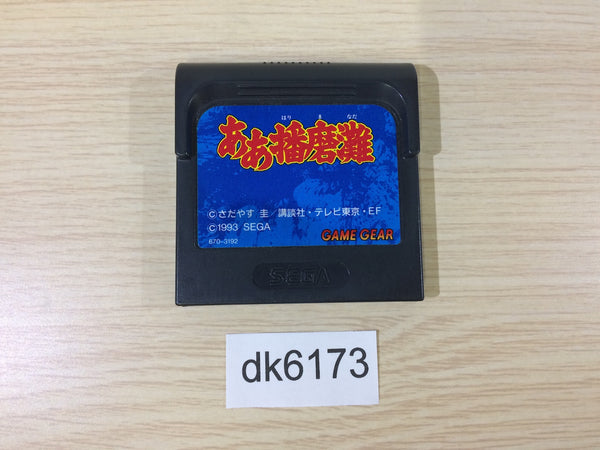 はり ま なだ
ああ播磨灘
©さだやす 圭／講談社・テレビ東京・EF
©1993 SEGA
670-3192
GAME GEAR
SEGA
dk6173